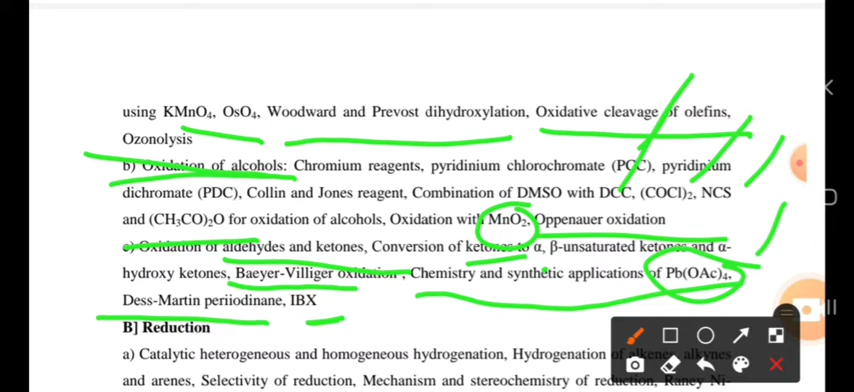 using KMnO4, OsO4, Woodward and Prevost dihydroxylation, Oxidative cleavage of olefins,
Ozonolysis
b) Oxidation of alcohols: Chromium reagents, pyridinium chlorochromate (PCC), pyridinium
dichromate (PDC), Collin and Jones reagent, Combination of DMSO with DCC, (COCl)2, NCS
and (CH3CO)2O for oxidation of alcohols, Oxidation with MnO2, Oppenauer oxidation
c) Oxidation of aldehydes and ketones, Conversion of ketones to α, β-unsaturated ketones and α-
hydroxy ketones, Baeyer-Villiger oxidation , Chemistry and synthetic applications of Pb(OAc)4,
Dess-Martin periiodinane, IBX
B] Reduction
a) Catalytic heterogeneous and homogeneous hydrogenation, Hydrogenation of alkenes, alkynes
and arenes, Selectivity of reduction, Mechanism and stereochemistry of reduction, Raney Ni-